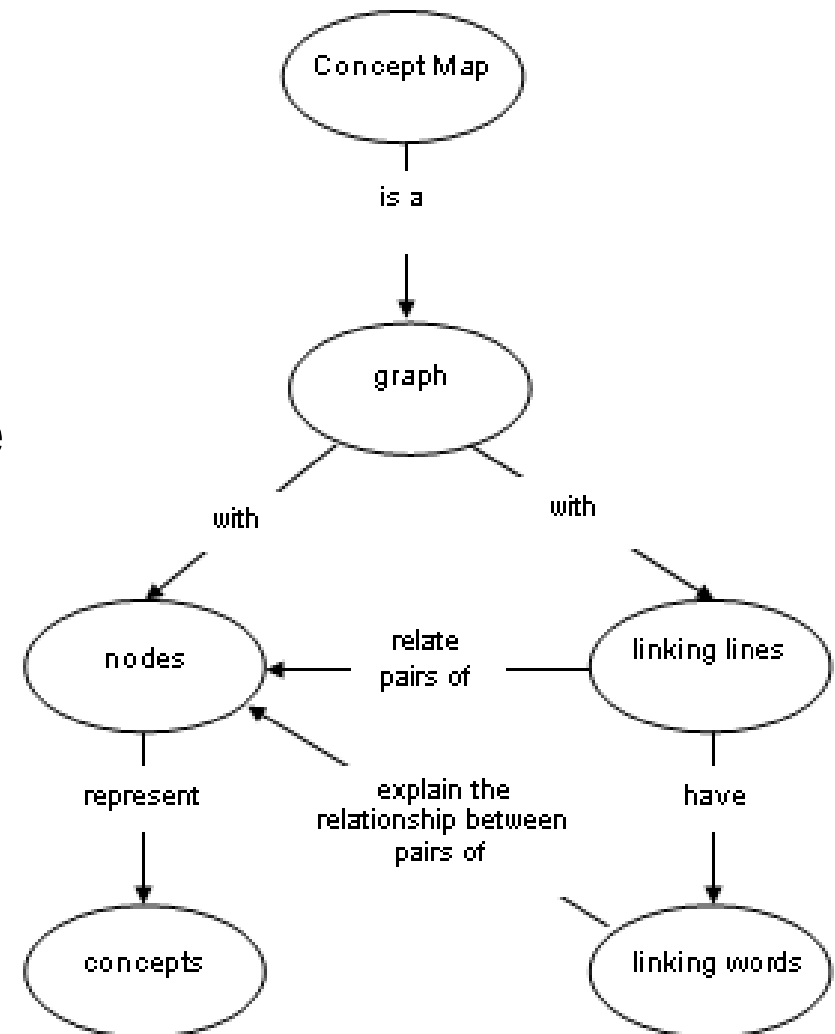 Concept Map
is a
graph
e
with
with
nodes
relate
pairs of
linking lines
represent
explain the
relationship between
pairs of
have
concepts
linking words